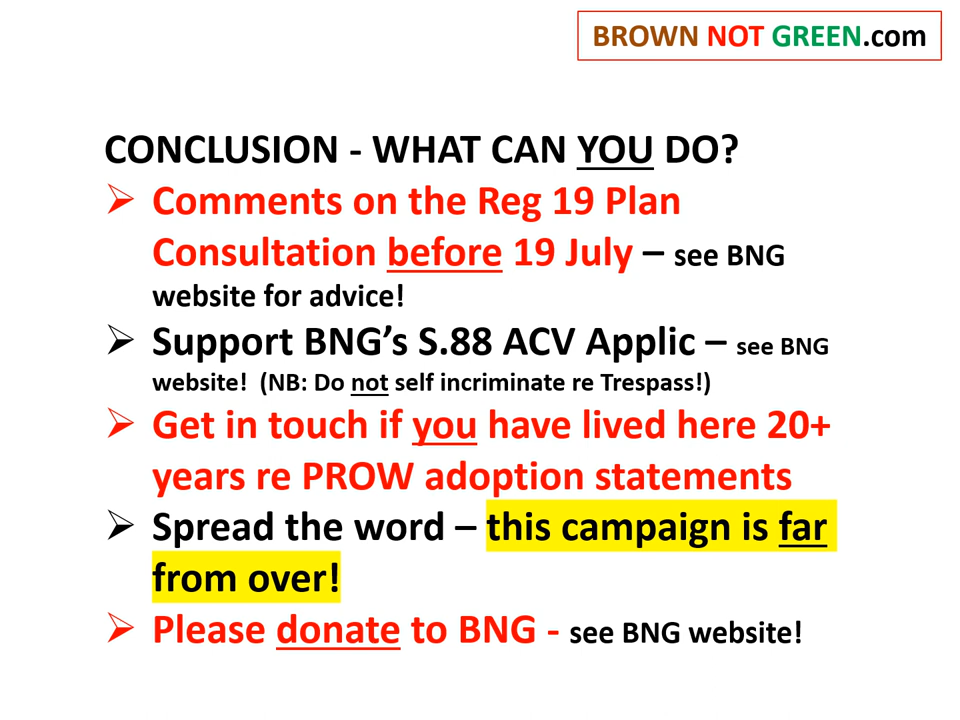 BROWN NOT GREEN.com
CONCLUSION - WHAT CAN YOU DO?
➢ Comments on the Reg 19 Plan
Consultation before 19 July – see BNG
website for advice!
➢ Support BNG’s S.88 ACV Applic – see BNG
website!  (NB: Do not self incriminate re Trespass!)
➢ Get in touch if you have lived here 20+
years re PROW adoption statements
➢ Spread the word – this campaign is far
from over!
➢ Please donate to BNG - see BNG website!